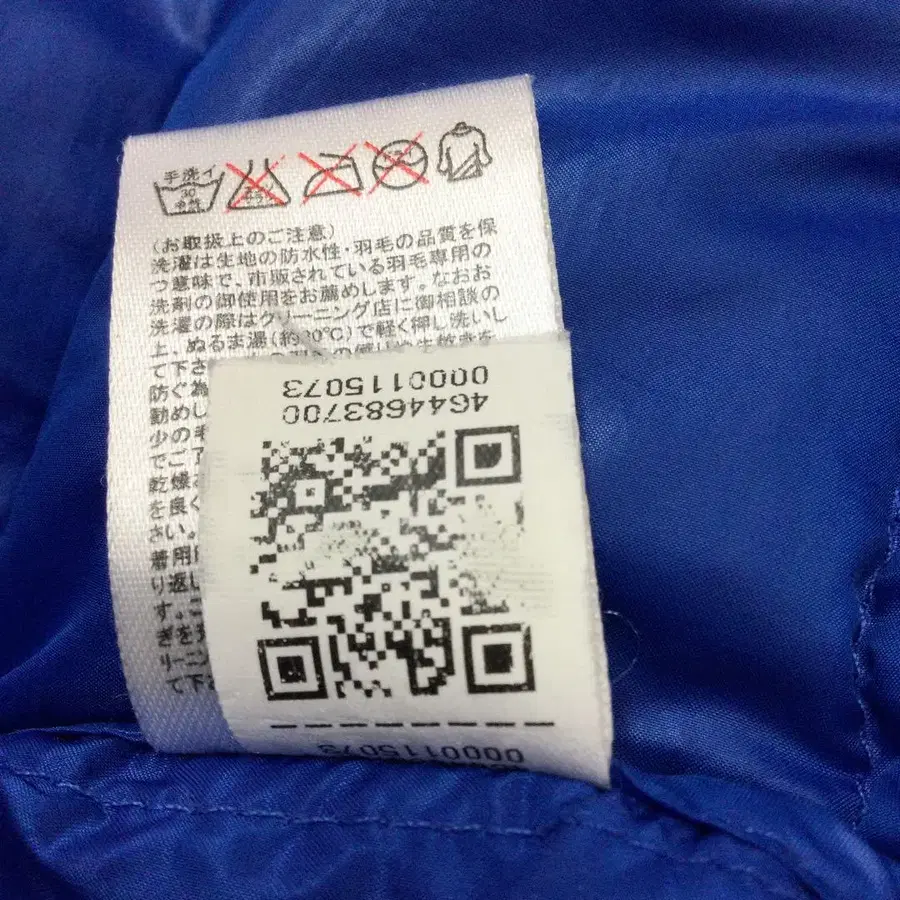 手洗イ
30
中性
(お取扱上のご注意)
洗濯は生地の防水性・羽毛の品質を保
つ意味で、市販されている羽毛専用の
洗剤の御使用をお薦めします。なおお
洗濯の際はクリーニング店に御相談の
上、ぬるま湯(約30℃)で軽く押し洗いし
て下さ
防ぐ為
動めし
少の毛
でご了
乾燥
を良く
さい。
着用
り返し
す。
ぎを
リーニン
て下さ
0000115073
4644683700
0000115073